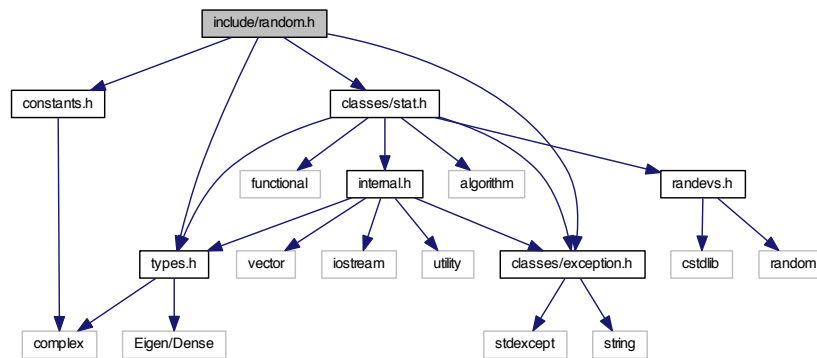 include/random.h
constants.h
classes/stat.h
functional
internal.h
algorithm
randevs.h
types.h
vector
iostream
utility
classes/exception.h
cstdlib
random
complex
Eigen/Dense
stdexcept
string